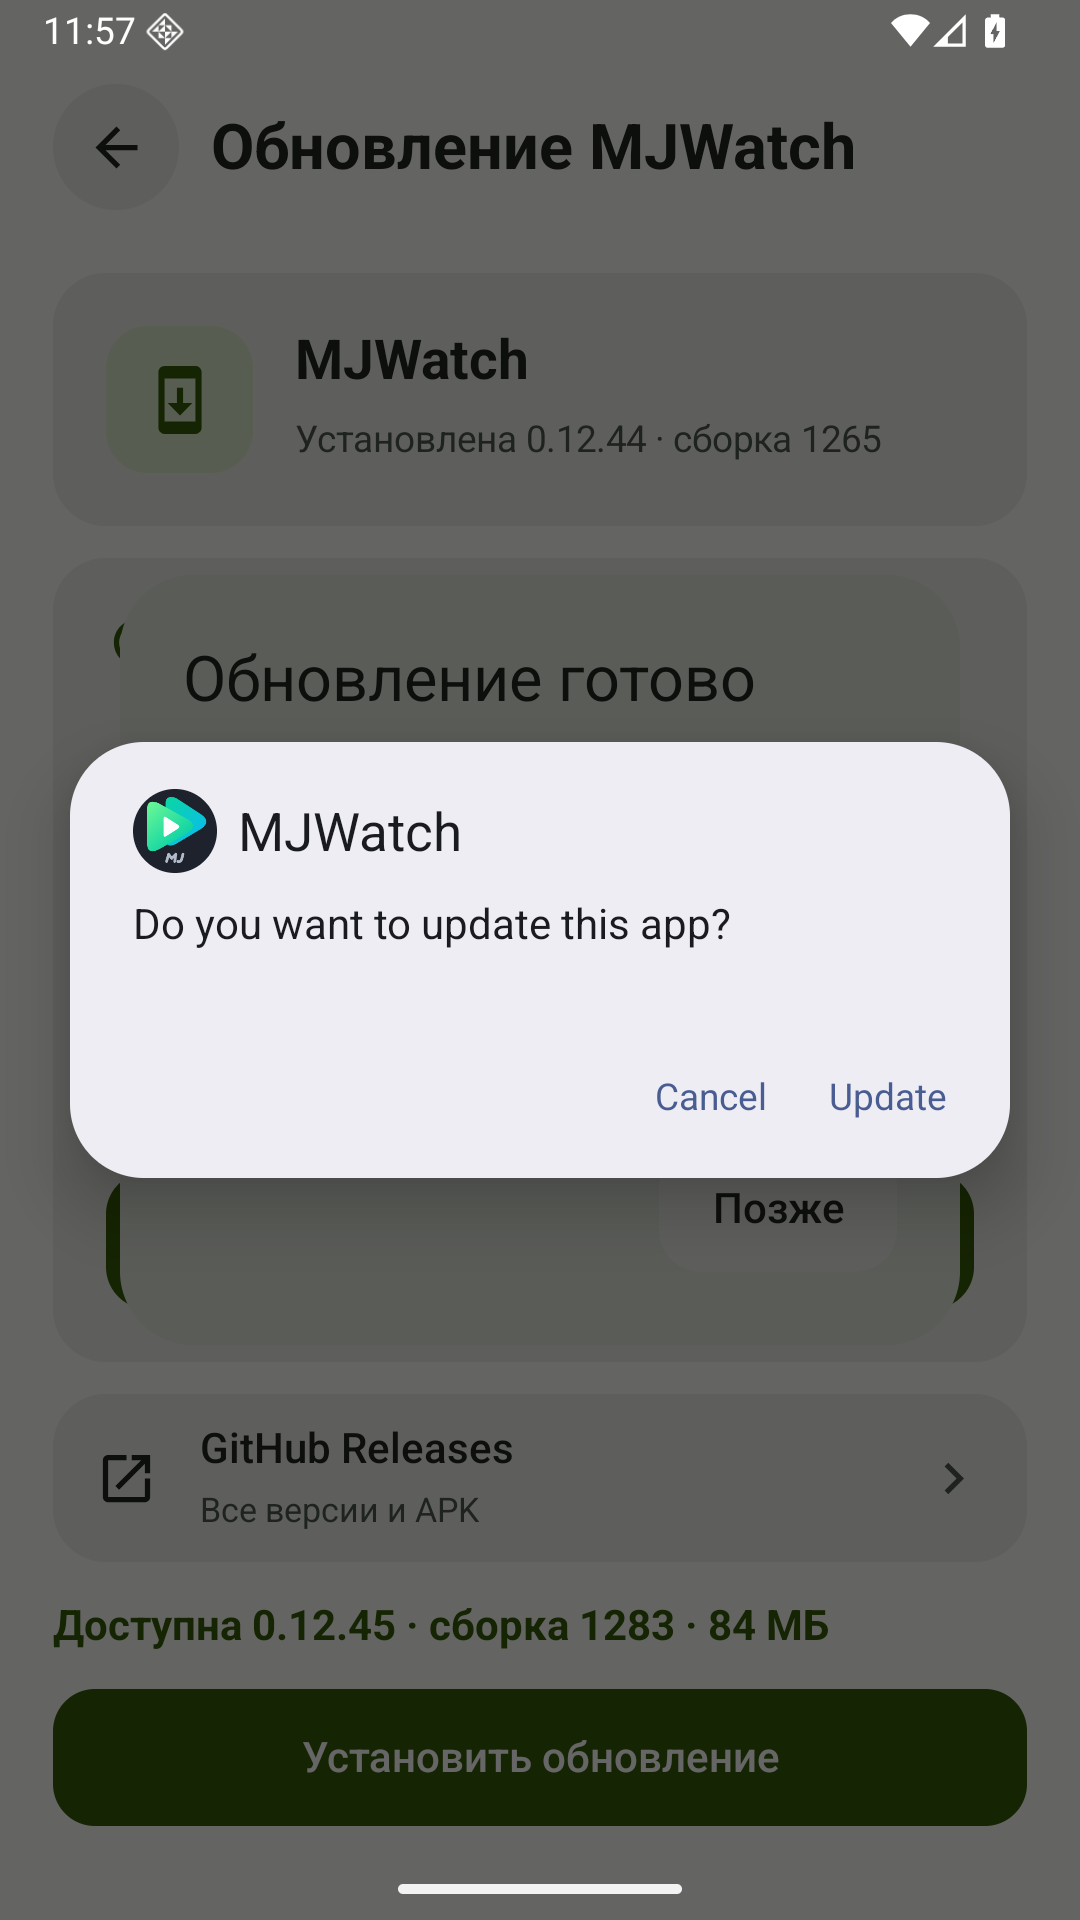 11:57
Обновление MJWatch
MJWatch
Установлена 0.12.44 · сборка 1265
Обновление готово
MJ
MJWatch
Do you want to update this app?
Cancel
Update
Позже
GitHub Releases
Все версии и APK
Доступна 0.12.45 · сборка 1283 · 84 МБ
Установить обновление